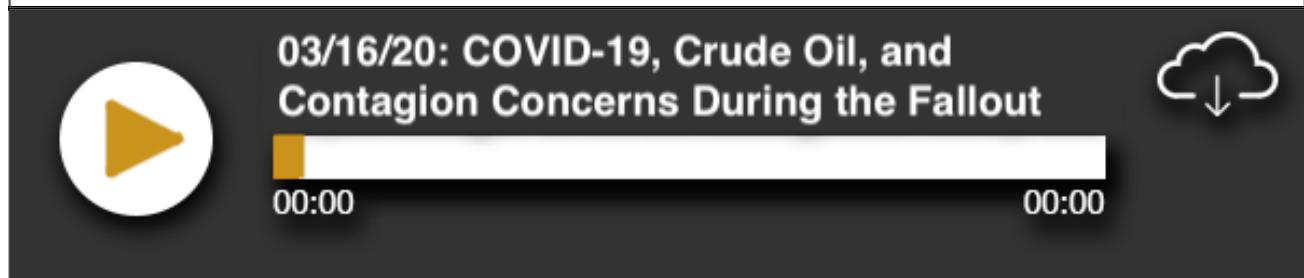 03/16/20: COVID-19, Crude Oil, and
Contagion Concerns During the Fallout
00:00 00:00